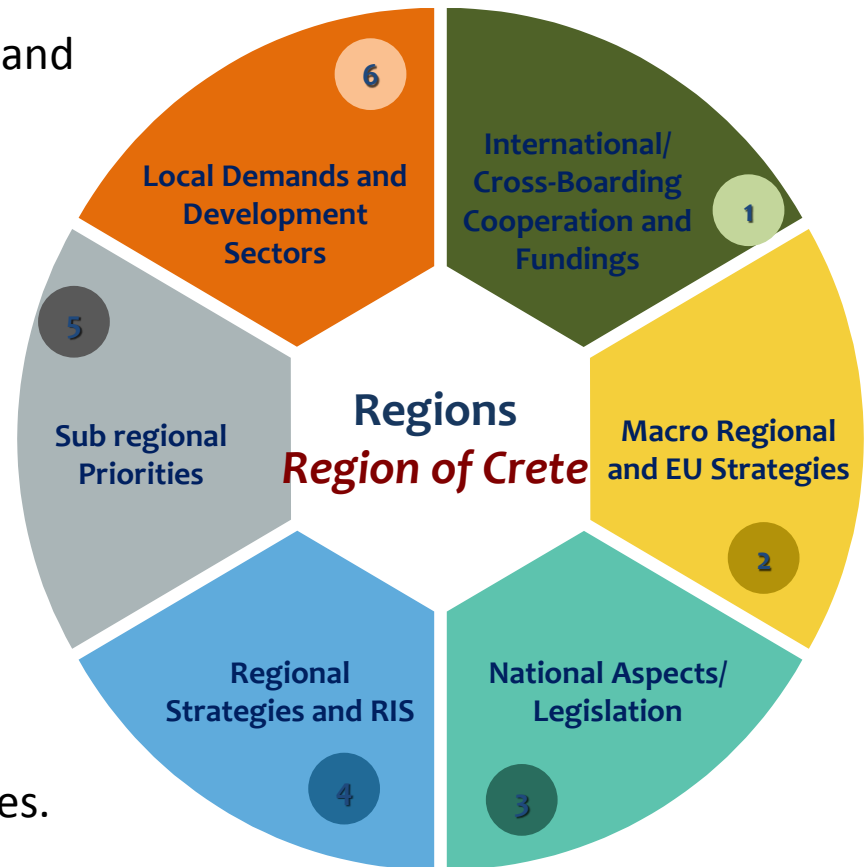 and
6
Local Demands and
Development
Sectors
International/
Cross-Boarding
Cooperation and
Fundings
1
5
Sub regional
Priorities
Regions
Region of Crete
Macro Regional
and EU Strategies
2
Regional
Strategies and RIS
4
National Aspects/
Legislation
3
es.